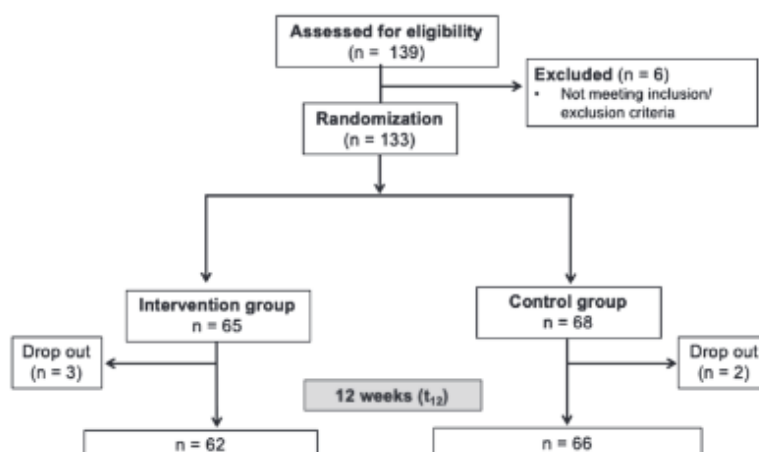 Assessed for eligibility
(n = 139)
Excluded (n = 6)
• Not meeting inclusion/
exclusion criteria
Randomization
(n = 133)
Intervention group
n = 65
Control group
n = 68
Drop out
(n = 3)
Drop out
(n = 2)
12 weeks (t₁₂)
n = 62
n = 66